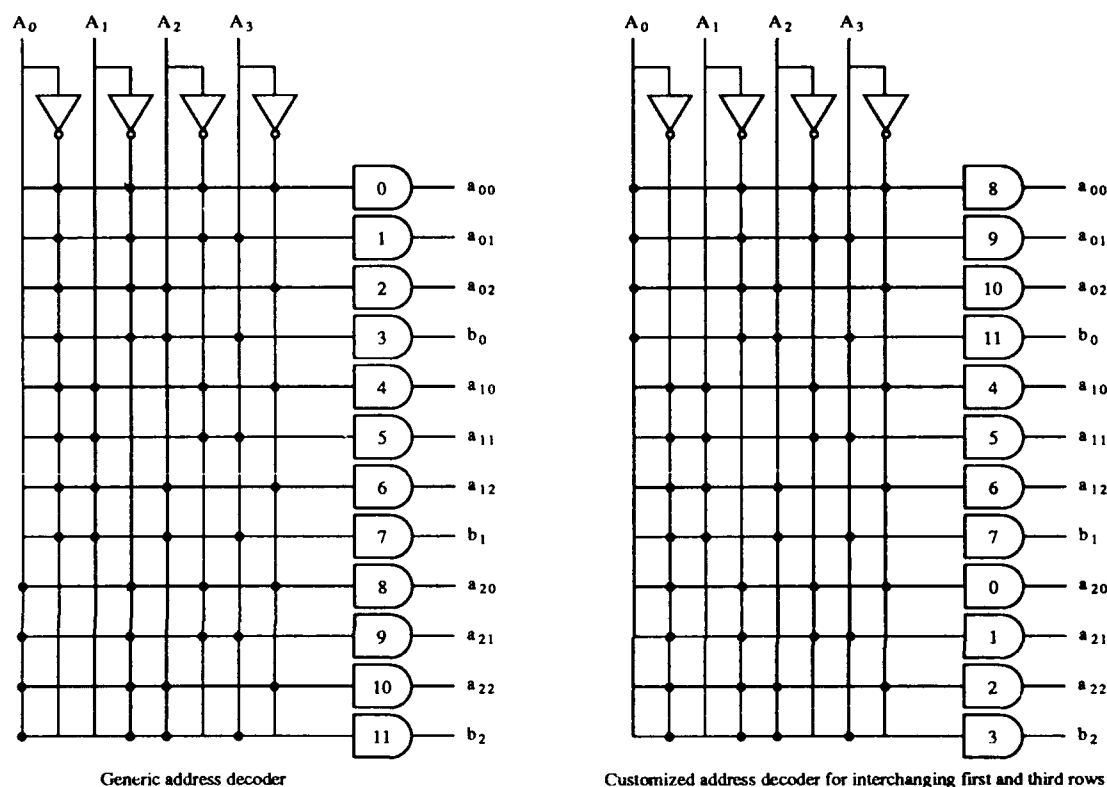 A0 A1 A2 A3
0 a00
1 a01
2 a02
3 b0
4 a10
5 a11
6 a12
7 b1
8 a20
9 a21
10 a22
11 b2
Generic address decoder
A0 A1 A2 A3
8 a00
9 a01
10 a02
11 b0
4 a10
5 a11
6 a12
7 b1
0 a20
1 a21
2 a22
3 b2
Customized address decoder for interchanging first and third rows